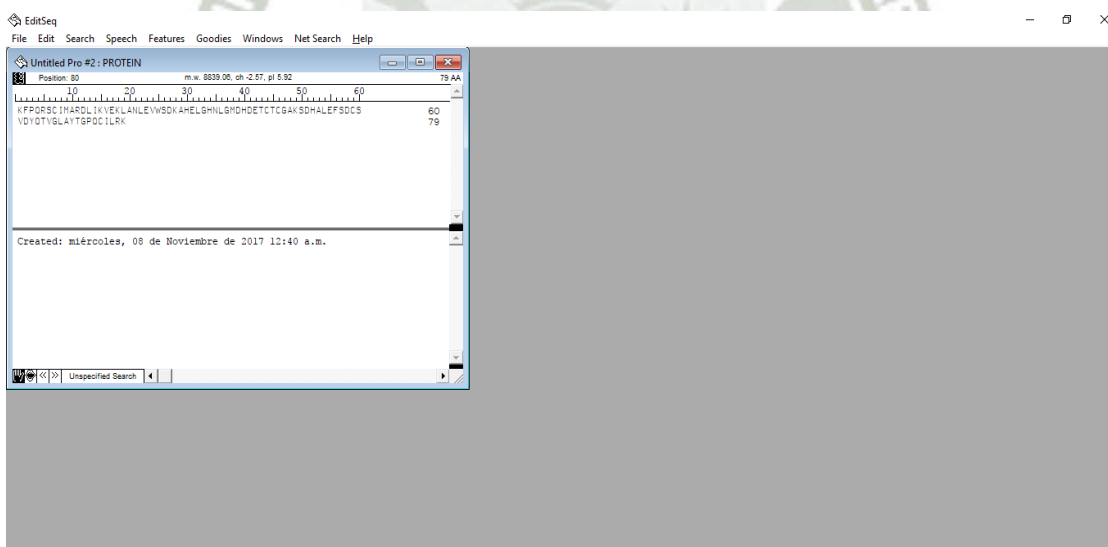 EditSeq
File Edit Search Speech Features Goodies Windows Net Search Help
Untitled Pro #2 : PROTEIN
Position: 80 m.w. 8839.06, ch -2.57, pI 5.92 79 AA
10 20 30 40 50 60
KFPQRSCIMARDLIKVEKLANLEVWSDKAHELGHNLGMDHDETCTCGAKSDHALEFSDCS 60
VDYQTVGLAYTGPQCILRK 79
Created: miércoles, 08 de Noviembre de 2017 12:40 a.m.
Unspecified Search